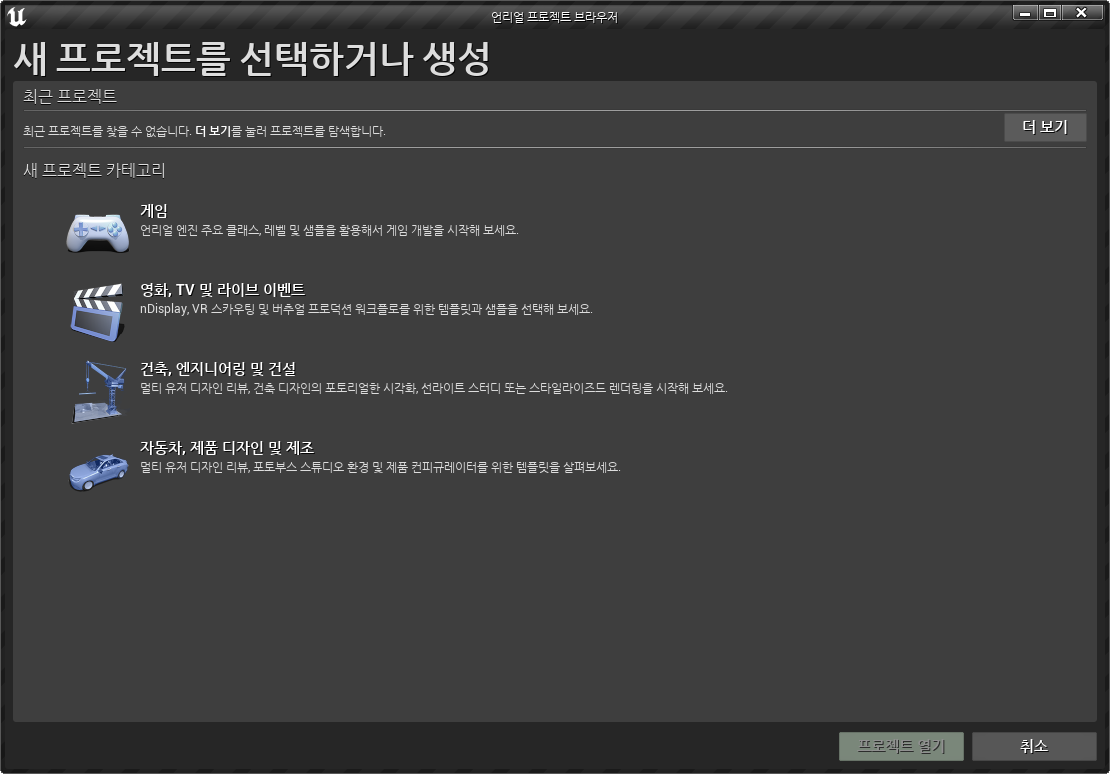 언리얼 프로젝트 브라우저
새 프로젝트를 선택하거나 생성
최근 프로젝트
최근 프로젝트를 찾을 수 없습니다. 더 보기를 눌러 프로젝트를 탐색합니다.
더 보기
새 프로젝트 카테고리
게임
언리얼 엔진 주요 클래스, 레벨 및 샘플을 활용해서 게임 개발을 시작해 보세요.
영화, TV 및 라이브 이벤트
nDisplay, VR 스카우팅 및 버추얼 프로덕션 워크플로를 위한 템플릿과 샘플을 선택해 보세요.
건축, 엔지니어링 및 건설
멀티 유저 디자인 리뷰, 건축 디자인의 포토리얼한 시각화, 선라이트 스터디 또는 스타일라이즈드 렌더링을 시작해 보세요.
자동차, 제품 디자인 및 제조
멀티 유저 디자인 리뷰, 포토부스 스튜디오 환경 및 제품 컨피규레이터를 위한 템플릿을 살펴보세요.
프로젝트 열기
취소